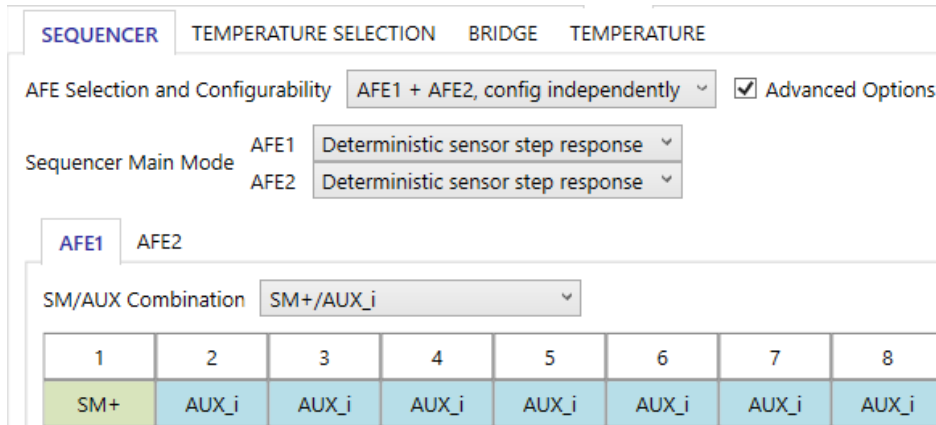 SEQUENCER TEMPERATURE SELECTION BRIDGE TEMPERATURE
AFE Selection and Configurability AFE1 + AFE2, config independently Advanced Options
Sequencer Main Mode
AFE1 Deterministic sensor step response
AFE2 Deterministic sensor step response
AFE1 AFE2
SM/AUX Combination SM+/AUX_i
1 2 3 4 5 6 7 8
SM+ AUX_i AUX_i AUX_i AUX_i AUX_i AUX_i AUX_i